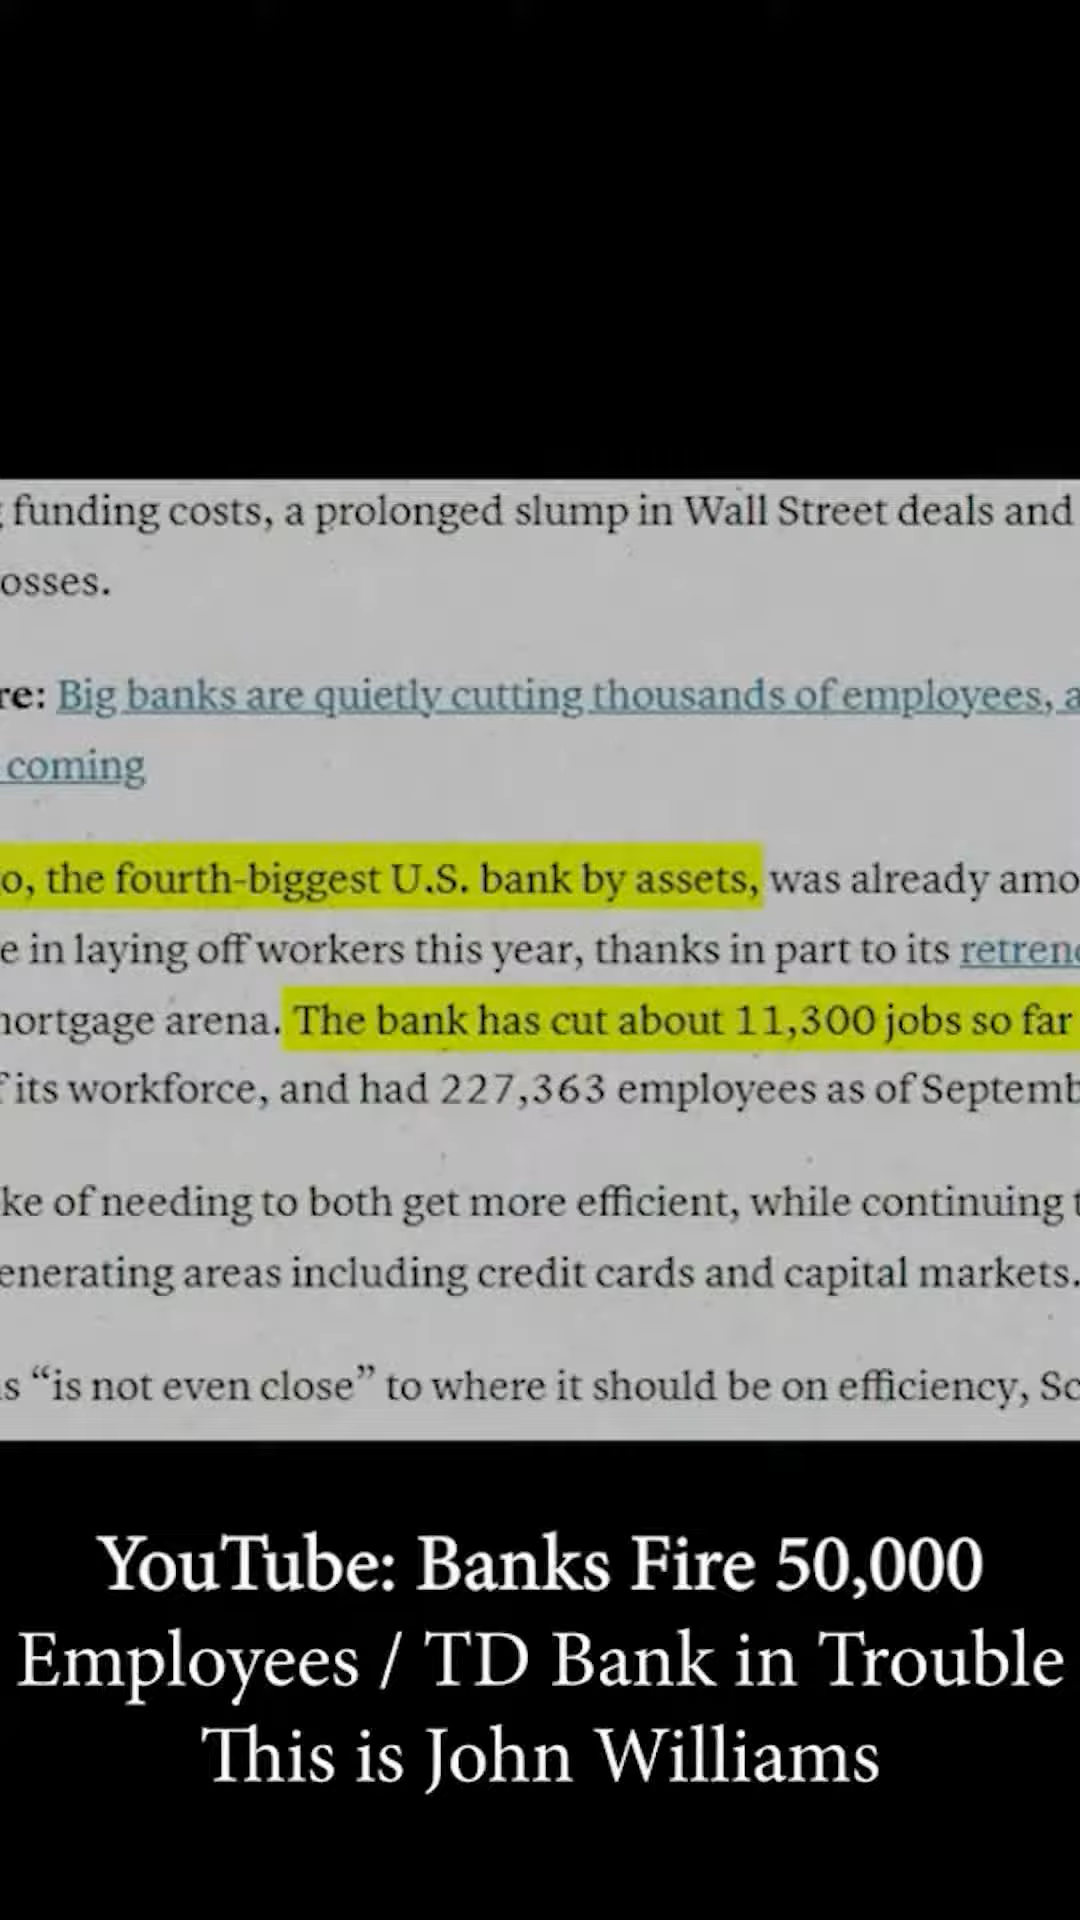 funding costs, a prolonged slump in Wall Street deals and
osses.
re: Big banks are quietly cutting thousands of employees, a
coming
o, the fourth-biggest U.S. bank by assets, was already amo
e in laying off workers this year, thanks in part to its retren
ortgage arena. The bank has cut about 11,300 jobs so far
f its workforce, and had 227,363 employees as of Septemb
ke of needing to both get more efficient, while continuing t
enerating areas including credit cards and capital markets.
s “is not even close” to where it should be on efficiency, Sc
YouTube: Banks Fire 50,000
Employees / TD Bank in Trouble
This is John Williams